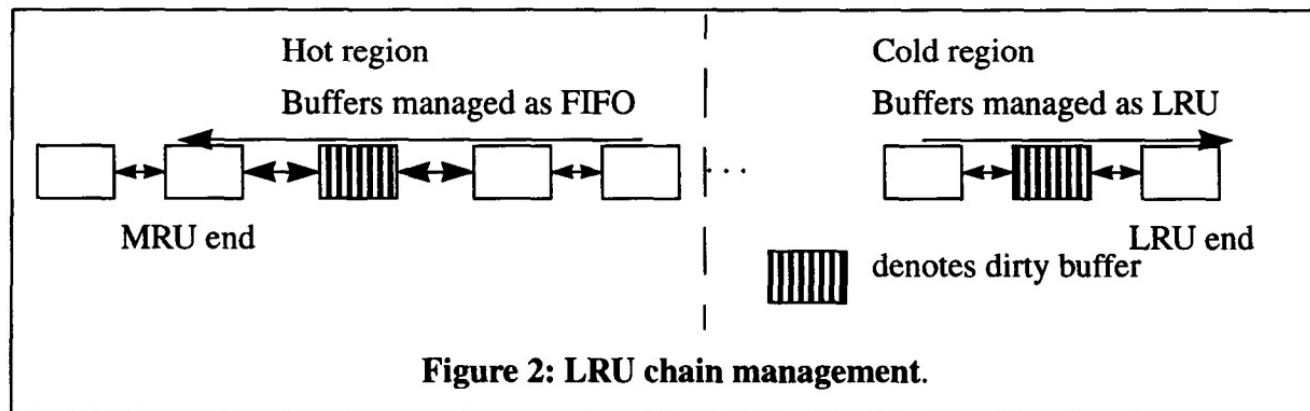 Hot region
Buffers managed as FIFO
Cold region
Buffers managed as LRU
...
MRU end
LRU end
denotes dirty buffer
Figure 2: LRU chain management.